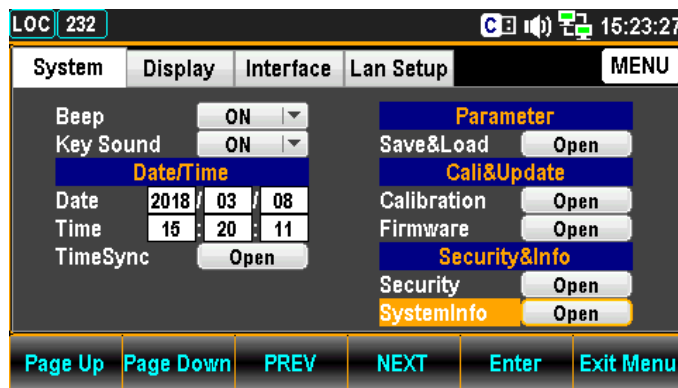 LOC 232 C 15:23:27
System Display Interface Lan Setup MENU
Beep ON
Key Sound ON
Date/Time
Date 2018 / 03 / 08
Time 15 : 20 : 11
TimeSync Open
Parameter
Save&Load Open
Cali&Update
Calibration Open
Firmware Open
Security&Info
Security Open
SystemInfo Open
Page Up Page Down PREV NEXT Enter Exit Menu